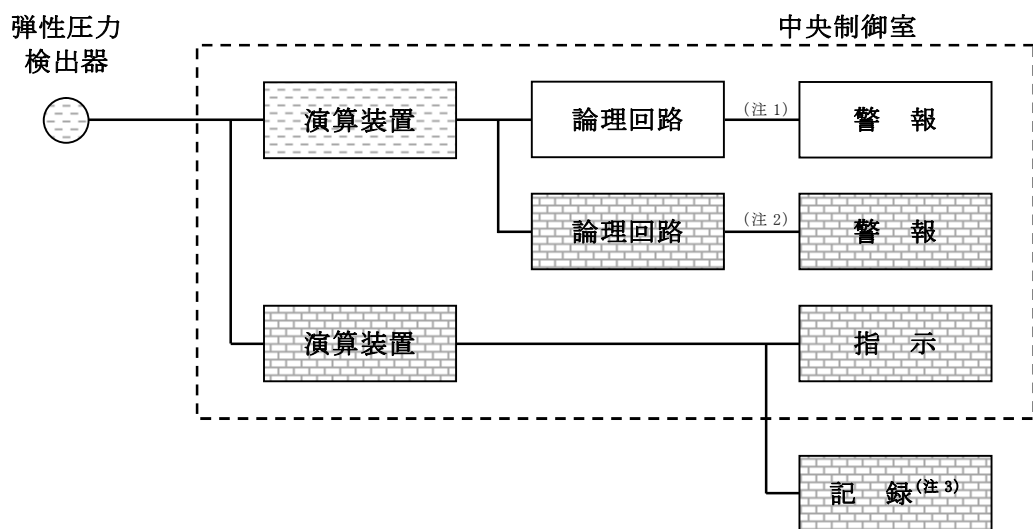 弾性圧力
検出器
中央制御室
演算装置
論理回路
(注 1)
警 報
論理回路
(注 2)
警 報
演算装置
指 示
記 録(注 3)